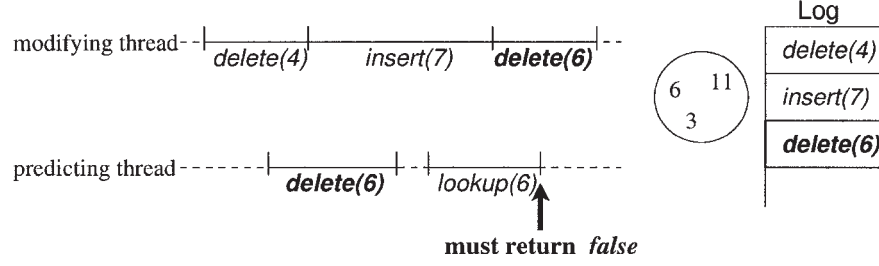 Log
modifying thread
delete(4)
insert(7)
delete(6)
predicting thread
delete(6)
lookup(6)
must return false
6
11
3
delete(4)
insert(7)
delete(6)